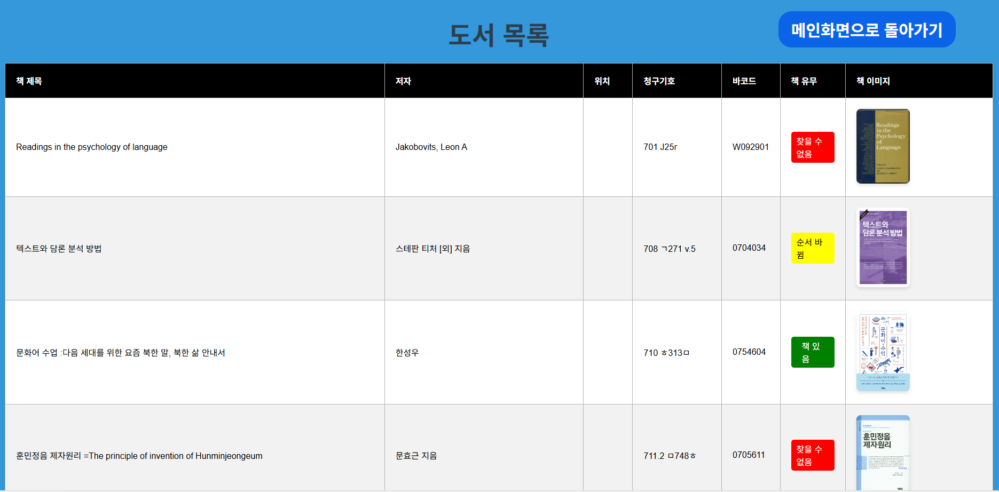 도서 목록
메인화면으로 돌아가기
책 제목 저자 위치 청구기호 바코드 책 유무 책 이미지
Readings in the psychology of language Jakobovits, Leon A 701 J25r W092901 찾을 수
없음
Readings
in the
Psychology
of
Language
텍스트와 담론 분석 방법 스테판 티처 [외] 지음 708 ㄱ271 v.5 0704034 순서 바
뀜
텍스트와
담론 분석 방법
문화어 수업 :다음 세대를 위한 요즘 북한 말, 북한 삶 안내서 한성우 710 ㅎ313ㅁ 0754604 책 있
음
문화어 수업
훈민정음 제자원리 =The principle of invention of Hunminjeongeum 문효근 지음 711.2 ㅁ748ㅎ 0705611 찾을 수
없음
훈민정음
제자원리